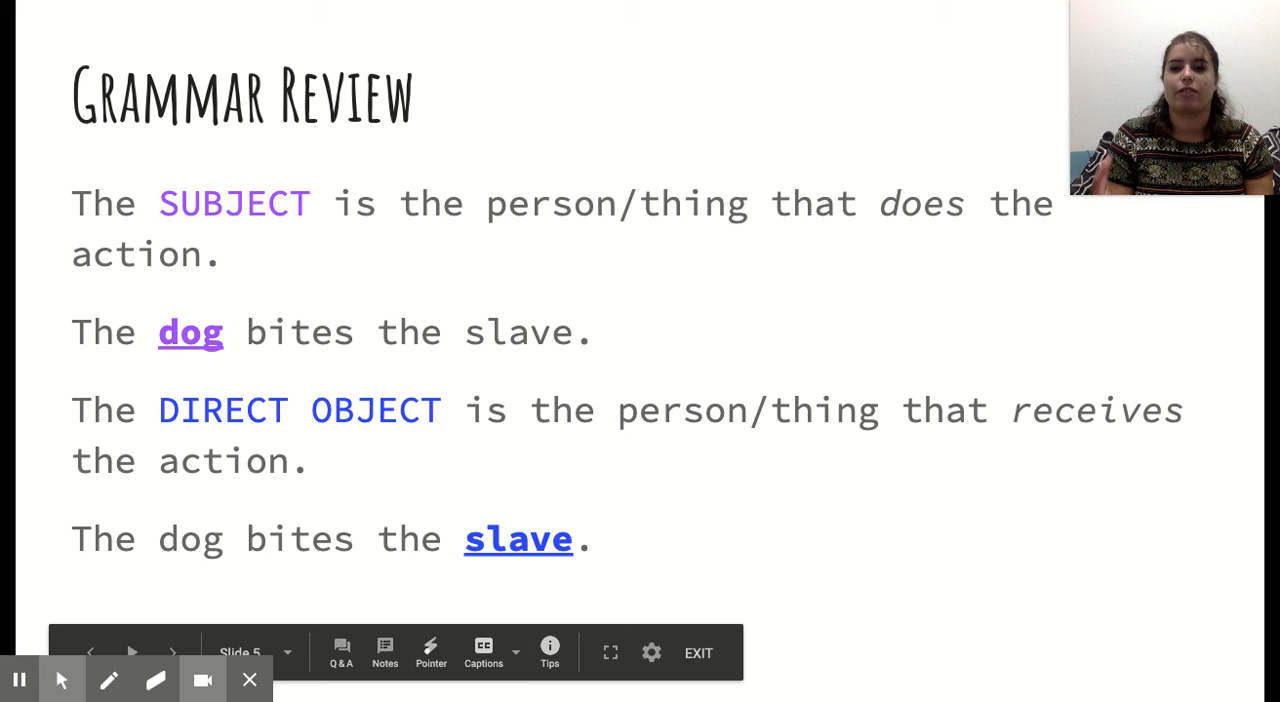 GRAMMAR REVIEW
The SUBJECT is the person/thing that does the
action.
The dog bites the slave.
The DIRECT OBJECT is the person/thing that receives
the action.
The dog bites the slave.
Slide 5
Q&A Notes Pointer Captions Tips EXIT